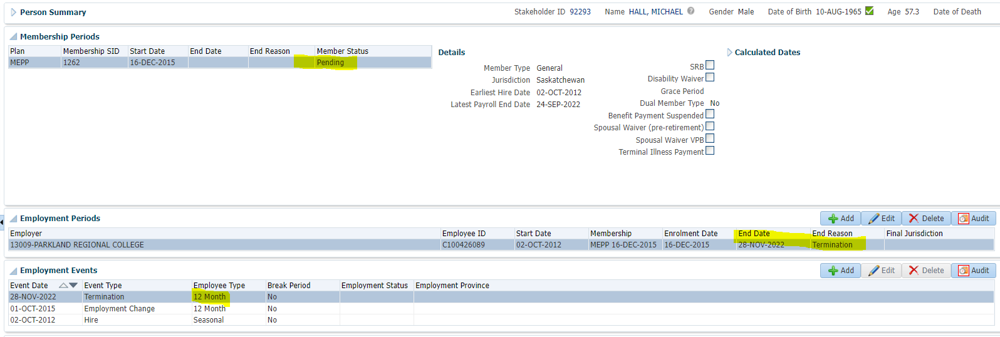 Person Summary Stakeholder ID 92293 Name HALL, MICHAEL ? Gender Male Date of Birth 10-AUG-1965 Age 57.3 Date of Death
Membership Periods
Plan Membership SID Start Date End Date End Reason Member Status
MEPP 1262 16-DEC-2015 Pending
Details
Member Type General
Jurisdiction Saskatchewan
Earliest Hire Date 02-OCT-2012
Latest Payroll End Date 24-SEP-2022
SRB
Disability Waiver
Grace Period
Dual Member Type No
Benefit Payment Suspended
Spousal Waiver (pre-retirement)
Spousal Waiver VPB
Terminal Illness Payment
Calculated Dates
Employment Periods Add Edit Delete Audit
Employer Employee ID Start Date Membership Enrolment Date End Date End Reason Final Jurisdiction
13009-PARKLAND REGIONAL COLLEGE C100426089 02-OCT-2012 MEPP 16-DEC-2015 16-DEC-2015 28-NOV-2022 Termination
Employment Events Add Edit Delete Audit
Event Date Event Type Employee Type Break Period Employment Status Employment Province
28-NOV-2022 Termination 12 Month No
01-OCT-2015 Employment Change 12 Month No
02-OCT-2012 Hire Seasonal No